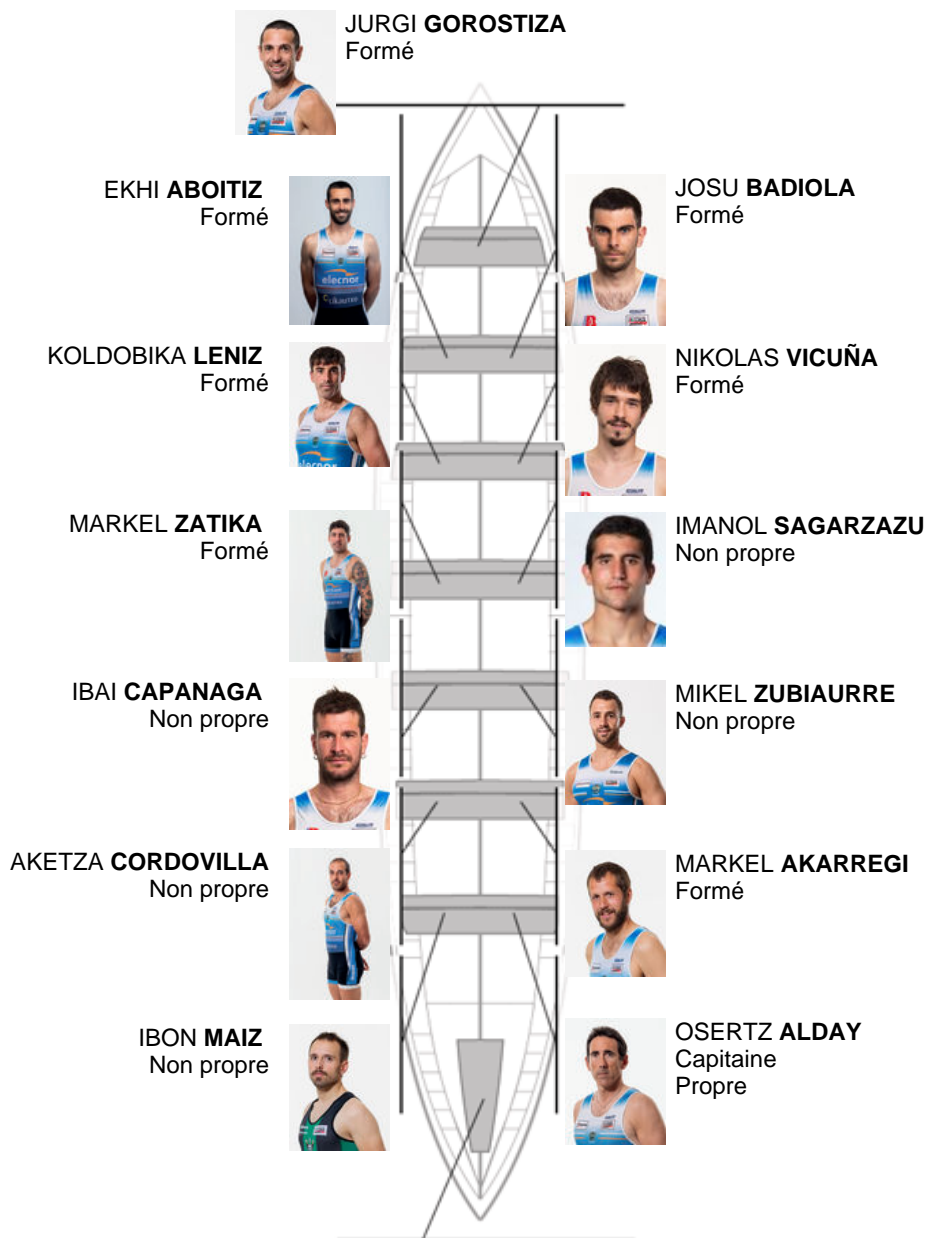 JURGI GOROSTIZA
Formé
EKHI ABOITIZ
Formé
JOSU BADIOLA
Formé
KOLDOBIKA LENIZ
Formé
NIKOLAS VICUÑA
Formé
MARKEL ZATIKA
Formé
IMANOL SAGARZAZU
Non propre
IBAI CAPANAGA
Non propre
MIKEL ZUBIAURRE
Non propre
AKETZA CORDOVILLA
Non propre
MARKEL AKARREGI
Formé
IBON MAIZ
Non propre
OSERTZ ALDAY
Capitaine
Propre
elecnor